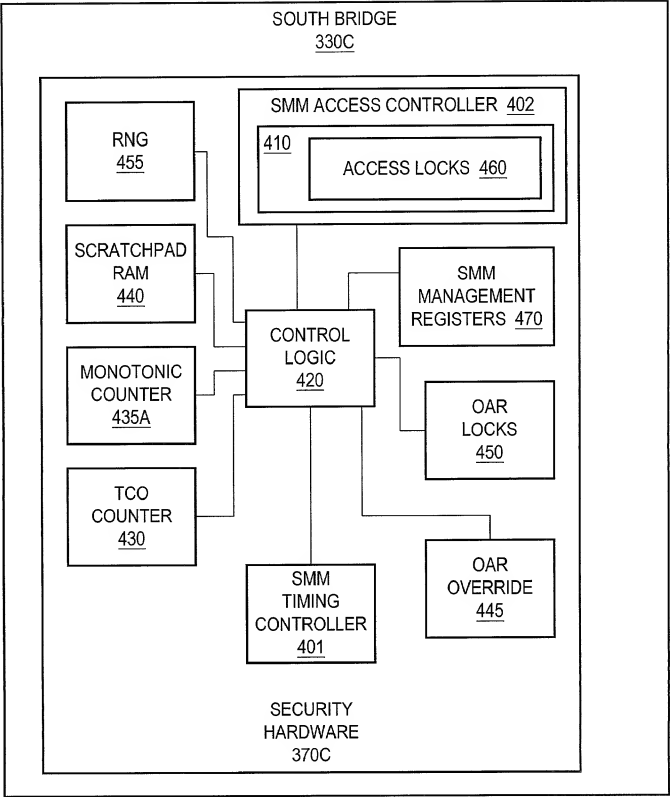 SOUTH BRIDGE
330C
SMM ACCESS CONTROLLER 402
410
ACCESS LOCKS 460
RNG
455
SCRATCHPAD
RAM
440
SMM
MANAGEMENT
REGISTERS 470
CONTROL
LOGIC
420
MONOTONIC
COUNTER
435A
OAR
LOCKS
450
TCO
COUNTER
430
SMM
TIMING
CONTROLLER
401
OAR
OVERRIDE
445
SECURITY
HARDWARE
370C